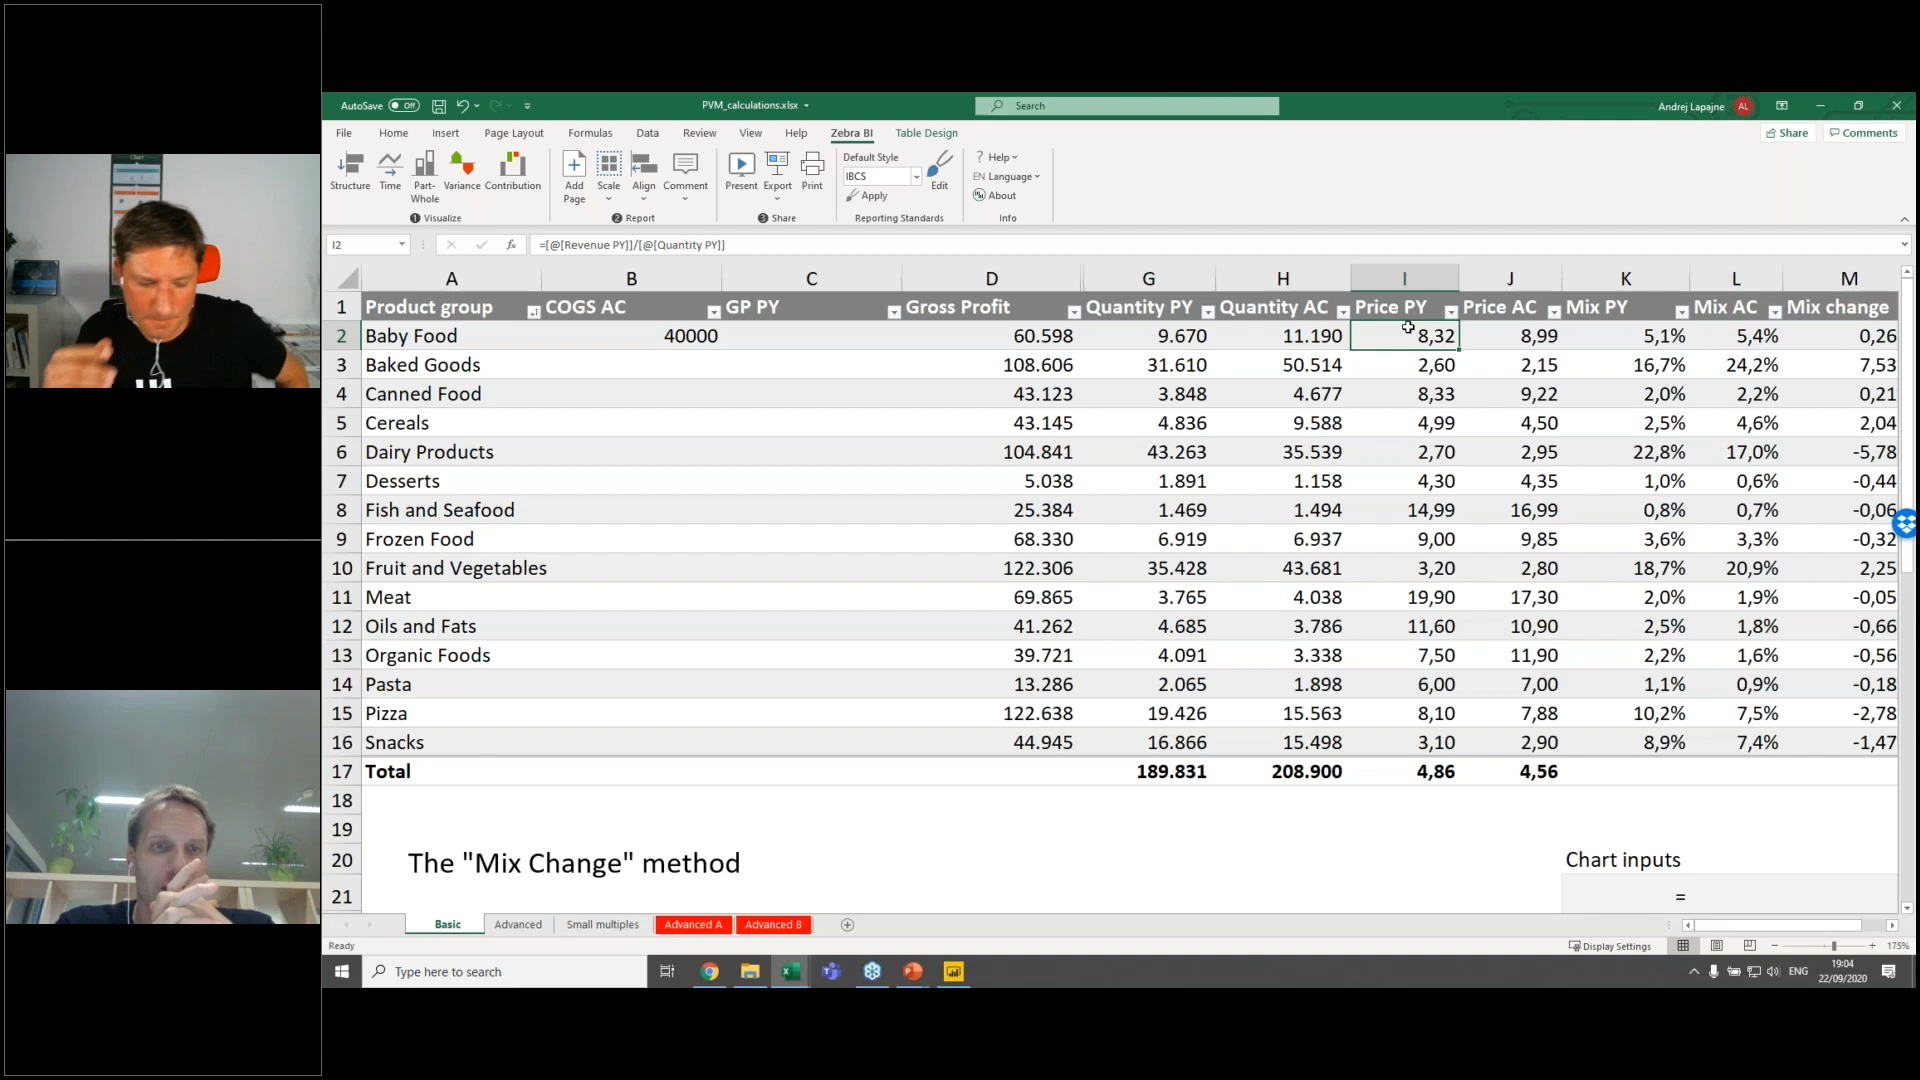 AutoSave Off
PVM_calculations.xlsx
Search
Andrej Lapajne AL
File Home Insert Page Layout Formulas Data Review View Help Zebra BI Table Design
Share Comments
Structure Time Part-Whole Variance Contribution
1 Visualize
Add Page Scale Align Comment
2 Report
Present Export Print
3 Share
Default Style
IBCS
Apply
Edit
Reporting Standards
? Help
EN Language
About
Info
I2 fx =[@[Revenue PY]]/[@[Quantity PY]]
A B C D G H I J K L M
1 Product group COGS AC GP PY Gross Profit Quantity PY Quantity AC Price PY Price AC Mix PY Mix AC Mix change
2 Baby Food 40000 60.598 9.670 11.190 8,32 8,99 5,1% 5,4% 0,26
3 Baked Goods 108.606 31.610 50.514 2,60 2,15 16,7% 24,2% 7,53
4 Canned Food 43.123 3.848 4.677 8,33 9,22 2,0% 2,2% 0,21
5 Cereals 43.145 4.836 9.588 4,99 4,50 2,5% 4,6% 2,04
6 Dairy Products 104.841 43.263 35.539 2,70 2,95 22,8% 17,0% -5,78
7 Desserts 5.038 1.891 1.158 4,30 4,35 1,0% 0,6% -0,44
8 Fish and Seafood 25.384 1.469 1.494 14,99 16,99 0,8% 0,7% -0,06
9 Frozen Food 68.330 6.919 6.937 9,00 9,85 3,6% 3,3% -0,32
10 Fruit and Vegetables 122.306 35.428 43.681 3,20 2,80 18,7% 20,9% 2,25
11 Meat 69.865 3.765 4.038 19,90 17,30 2,0% 1,9% -0,05
12 Oils and Fats 41.262 4.685 3.786 11,60 10,90 2,5% 1,8% -0,66
13 Organic Foods 39.721 4.091 3.338 7,50 11,90 2,2% 1,6% -0,56
14 Pasta 13.286 2.065 1.898 6,00 7,00 1,1% 0,9% -0,18
15 Pizza 122.638 19.426 15.563 8,10 7,88 10,2% 7,5% -2,78
16 Snacks 44.945 16.866 15.498 3,10 2,90 8,9% 7,4% -1,47
17 Total 189.831 208.900 4,86 4,56
18
19
20 The "Mix Change" method Chart inputs
21 =
Basic Advanced Small multiples Advanced A Advanced B
Ready
Display Settings
175%
Type here to search
ENG
19:04
22/09/2020